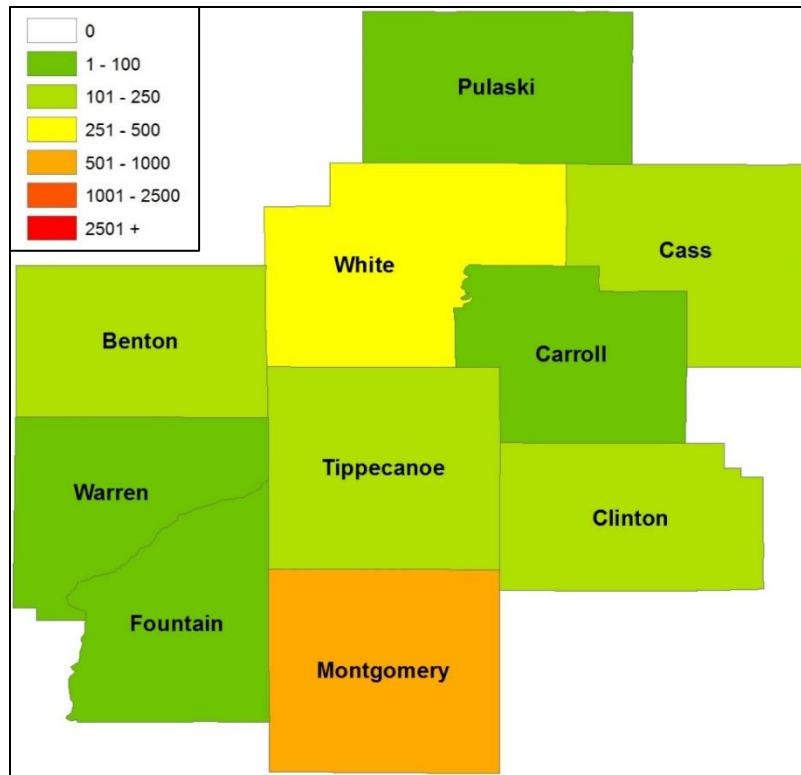 0
1 - 100
101 - 250
251 - 500
501 - 1000
1001 - 2500
2501 +
Pulaski
White
Cass
Benton
Carroll
Tippecanoe
Warren
Clinton
Fountain
Montgomery